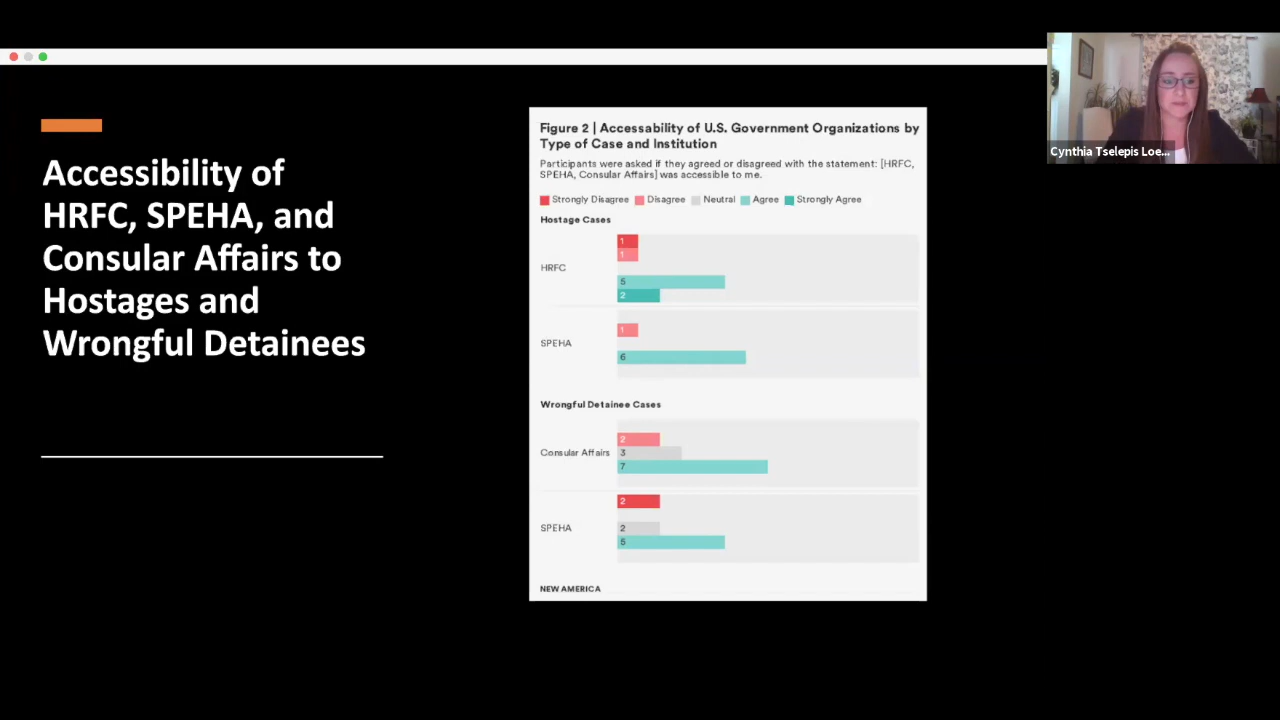 Accessibility of
HRFC, SPEHA, and
Consular Affairs to
Hostages and
Wrongful Detainees
Figure 2 | Accessability of U.S. Government Organizations by
Type of Case and Institution
Participants were asked if they agreed or disagreed with the statement: [HRFC,
SPEHA, Consular Affairs] was accessible to me.
Strongly Disagree Disagree Neutral Agree Strongly Agree
Hostage Cases
HRFC
1
1
5
2
SPEHA
1
6
Wrongful Detainee Cases
Consular Affairs
2
3
7
SPEHA
2
2
5
NEW AMERICA
Cynthia Tselepis Loe...